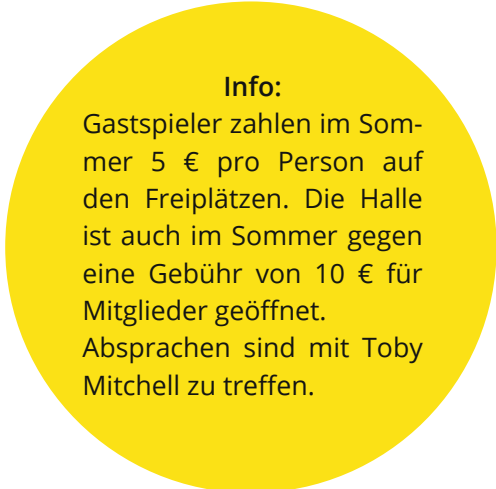 Info:
Gastspieler zahlen im Som-
mer 5 € pro Person auf
den Freiplätzen. Die Halle
ist auch im Sommer gegen
eine Gebühr von 10 € für
Mitglieder geöffnet.
Absprachen sind mit Toby
Mitchell zu treffen.